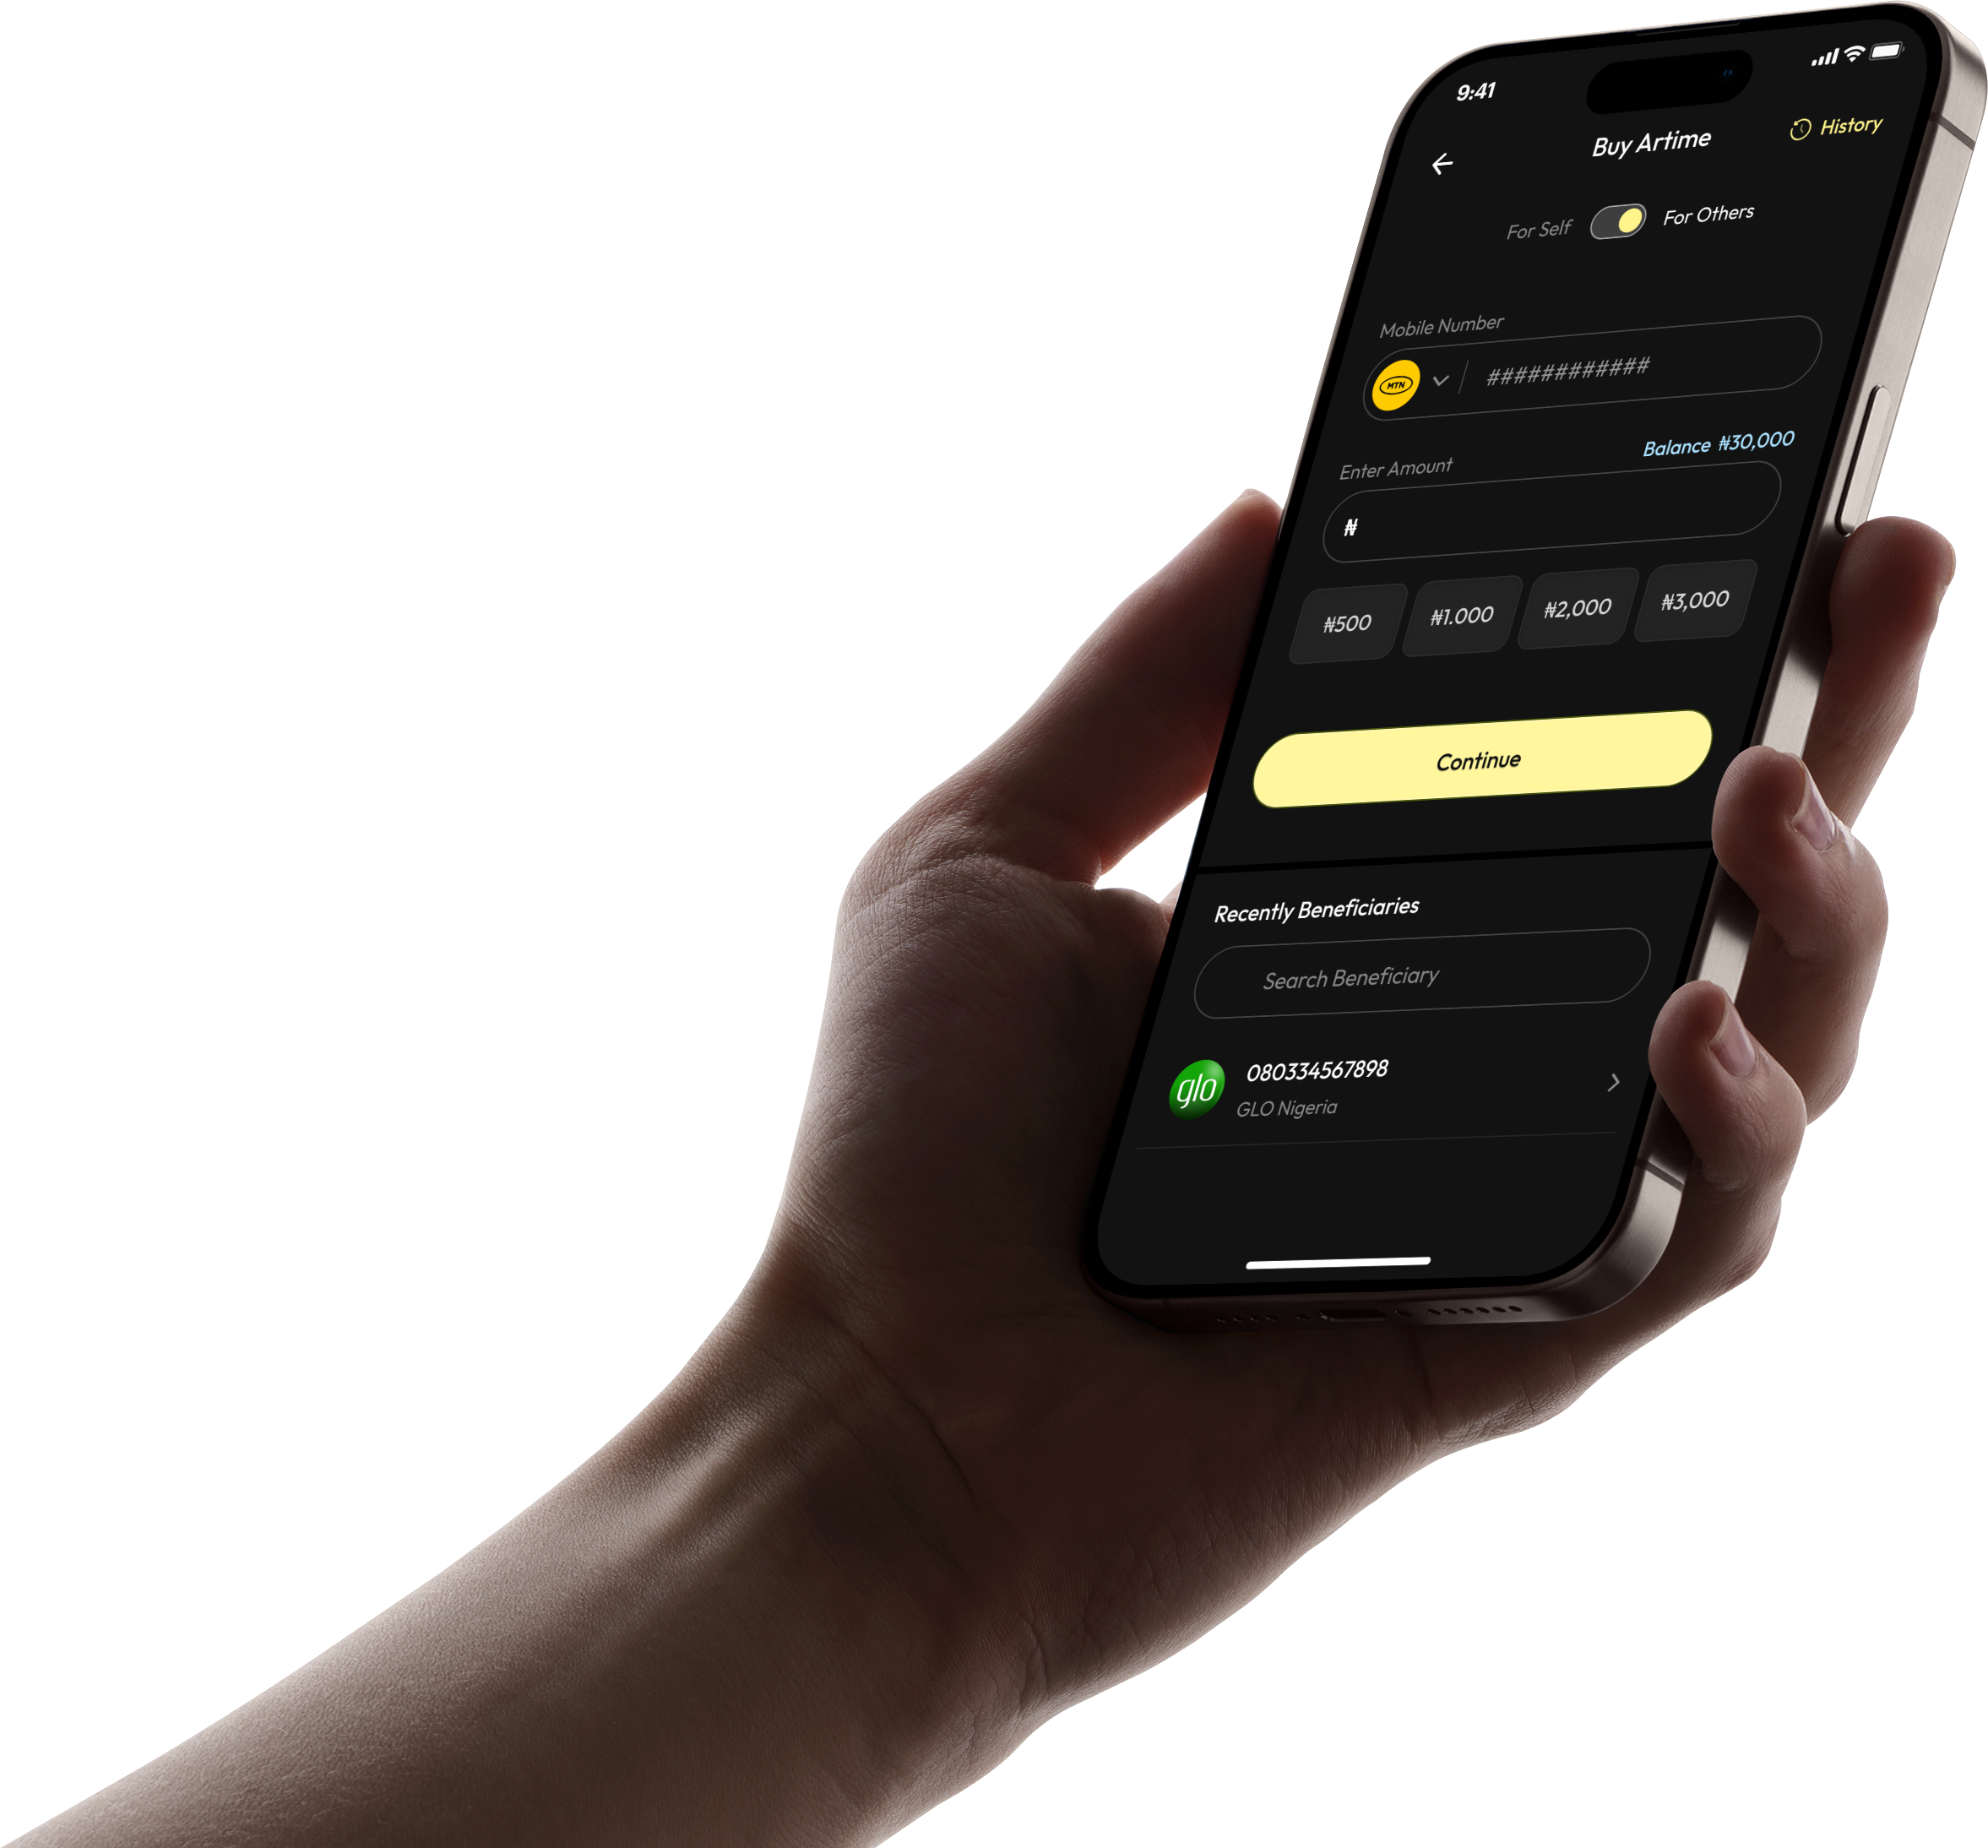 9:41
Buy Artime
History
For Self
For Others
Mobile Number
MTN
############
Enter Amount
Balance ₦30,000
₦
₦500
₦1.000
₦2,000
₦3,000
Continue
Recently Beneficiaries
Search Beneficiary
glo
080334567898
GLO Nigeria